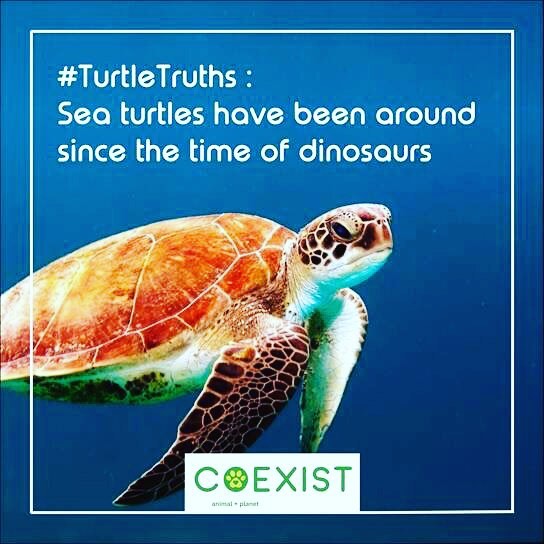 #TurtleTruths :
Sea turtles have been around
since the time of dinosaurs
COEXIST
animal + planet